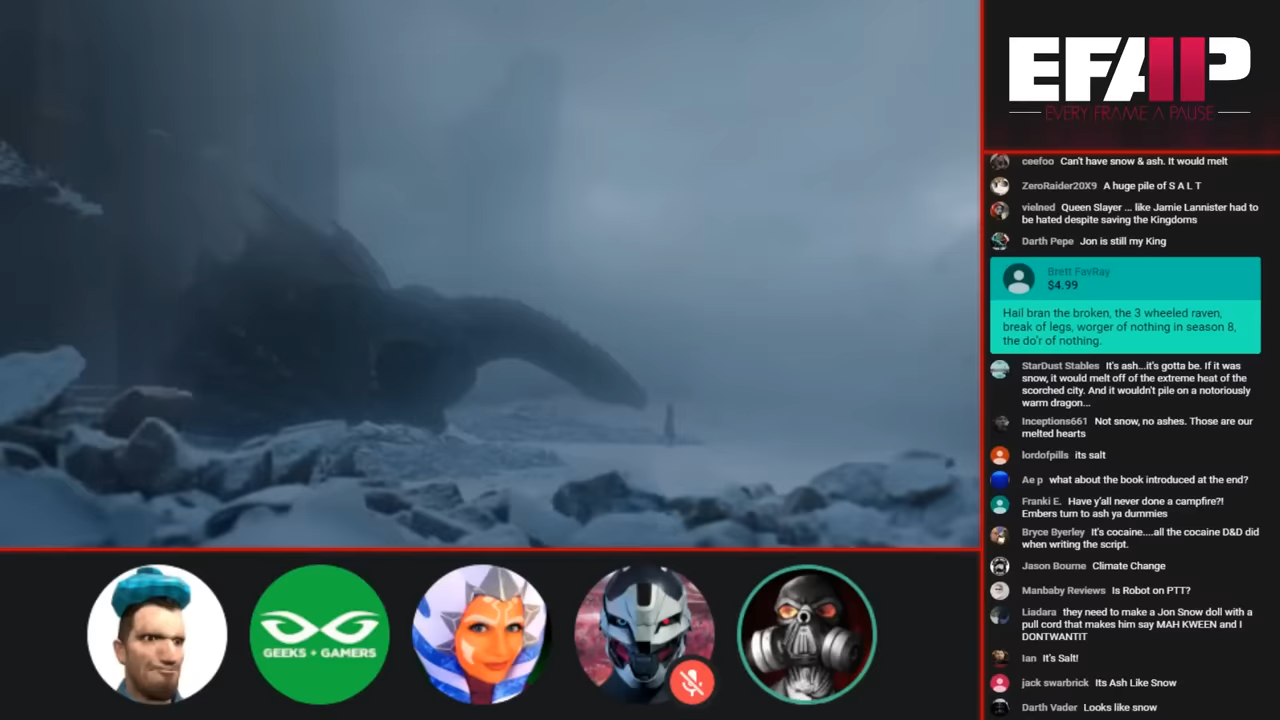 EFAP
EVERY FRAME A PAUSE
ceefoo Can't have snow & ash. It would melt
ZeroRaider20X9 A huge pile of S A L T
vielned Queen Slayer ... like Jamie Lannister had to
be hated despite saving the Kingdoms
Darth Pepe Jon is still my King
Brett FavRay
$4.99
Hail bran the broken, the 3 wheeled raven,
break of legs, worger of nothing in season 8,
the do'r of nothing.
StarDust Stables It's ash...it's gotta be. If it was
snow, it would melt off of the extreme heat of the
scorched city. And it wouldn't pile on a notoriously
warm dragon...
Inceptions661 Not snow, no ashes. Those are our
melted hearts
lordofpills its salt
Ae p what about the book introduced at the end?
Franki E. Have y'all never done a campfire?!
Embers turn to ash ya dummies
Bryce Byerley It's cocaine....all the cocaine D&D did
when writing the script.
Jason Bourne Climate Change
Manbaby Reviews Is Robot on PTT?
Liadara they need to make a Jon Snow doll with a
pull cord that makes him say MAH KWEEN and I
DONTWANTIT
Ian It's Salt!
jack swarbrick Its Ash Like Snow
Darth Vader Looks like snow
GEEKS + GAMERS